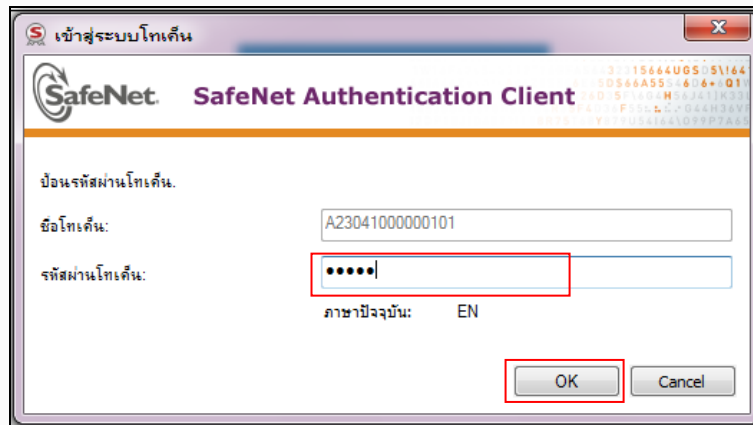 เข้าสู่ระบบโทเค็น
SafeNet. SafeNet Authentication Client
ป้อนรหัสผ่านโทเค็น.
ชื่อโทเค็น: A23041000000101
รหัสผ่านโทเค็น: •••••
ภาษาปัจจุบัน: EN
OK Cancel